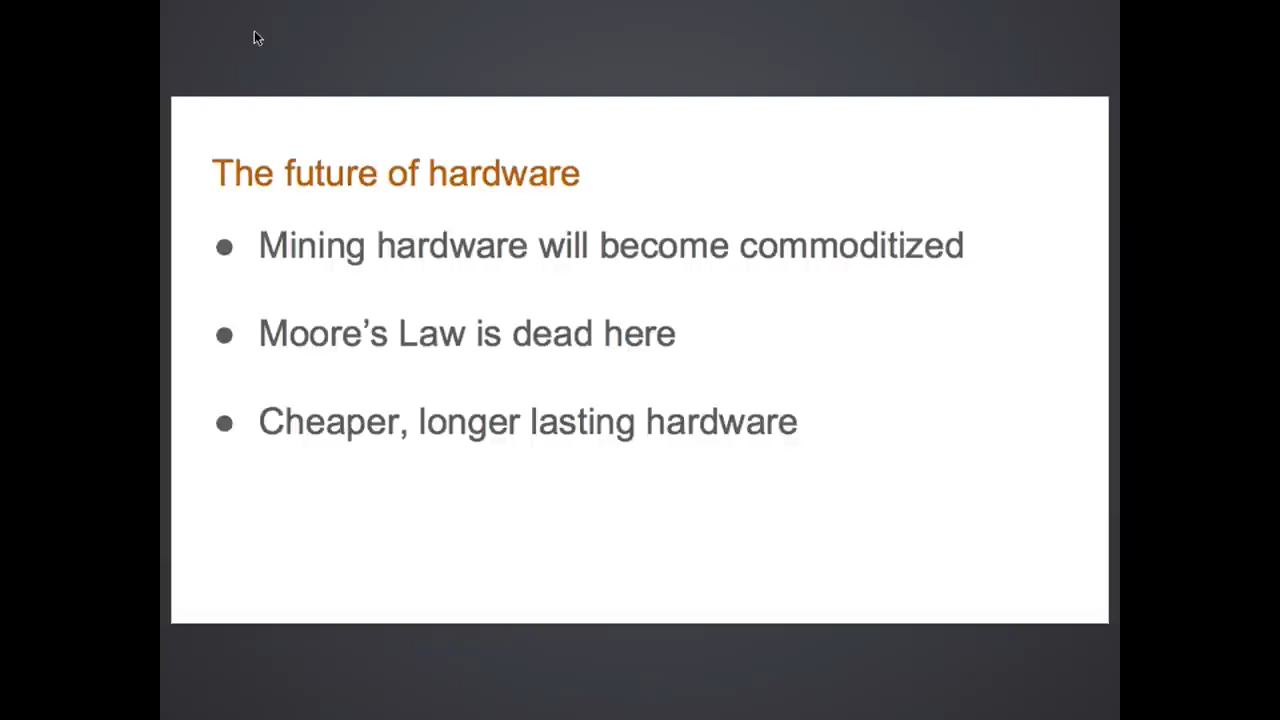 The future of hardware
● Mining hardware will become commoditized
● Moore’s Law is dead here
● Cheaper, longer lasting hardware